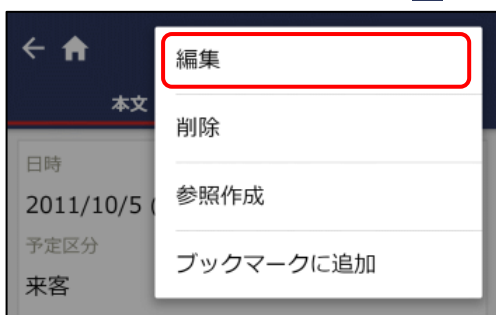 編集
本文
削除
日時
2011/10/5 (
参照作成
予定区分
ブックマークに追加
来客